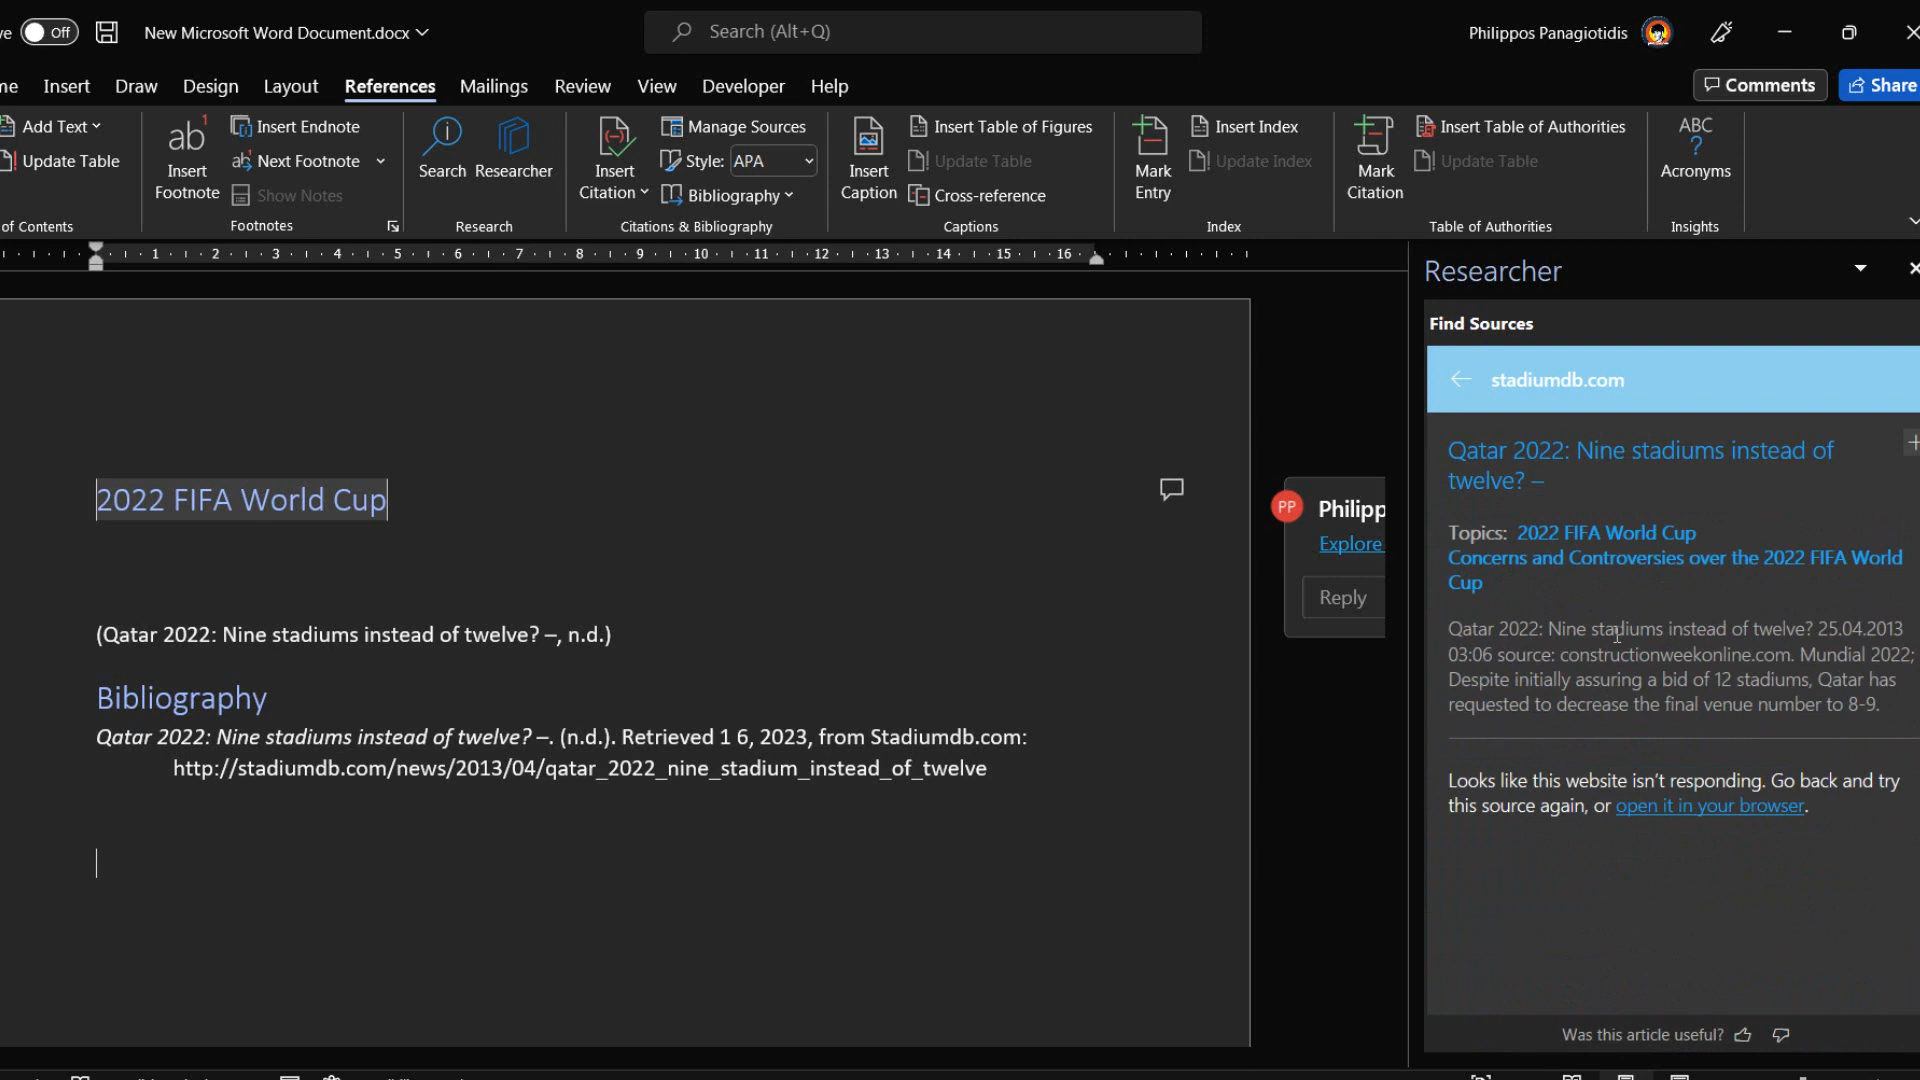 Off
New Microsoft Word Document.docx
Search (Alt+Q)
Philippos Panagiotidis
Insert Draw Design Layout References Mailings Review View Developer Help
Comments
Share
Add Text
Update Table
of Contents
ab
Insert
Footnote
Insert Endnote
Next Footnote
Show Notes
Footnotes
Search
Researcher
Research
Insert
Citation
Manage Sources
Style: APA
Bibliography
Citations & Bibliography
Insert
Caption
Insert Table of Figures
Update Table
Cross-reference
Captions
Mark
Entry
Insert Index
Update Index
Index
Mark
Citation
Insert Table of Authorities
Update Table
Table of Authorities
ABC
?
Acronyms
Insights
1 2 3 4 5 6 7 8 9 10 11 12 13 14 15 16
2022 FIFA World Cup
(Qatar 2022: Nine stadiums instead of twelve? –, n.d.)
Bibliography
Qatar 2022: Nine stadiums instead of twelve? –. (n.d.). Retrieved 1 6, 2023, from Stadiumdb.com:
http://stadiumdb.com/news/2013/04/qatar_2022_nine_stadium_instead_of_twelve
PP
Philipp
Explore
Reply
Researcher
Find Sources
stadiumdb.com
Qatar 2022: Nine stadiums instead of
twelve? –
Topics: 2022 FIFA World Cup
Concerns and Controversies over the 2022 FIFA World
Cup
Qatar 2022: Nine stadiums instead of twelve? 25.04.2013
03:06 source: constructionweekonline.com. Mundial 2022;
Despite initially assuring a bid of 12 stadiums, Qatar has
requested to decrease the final venue number to 8-9.
Looks like this website isn't responding. Go back and try
this source again, or open it in your browser.
Was this article useful?